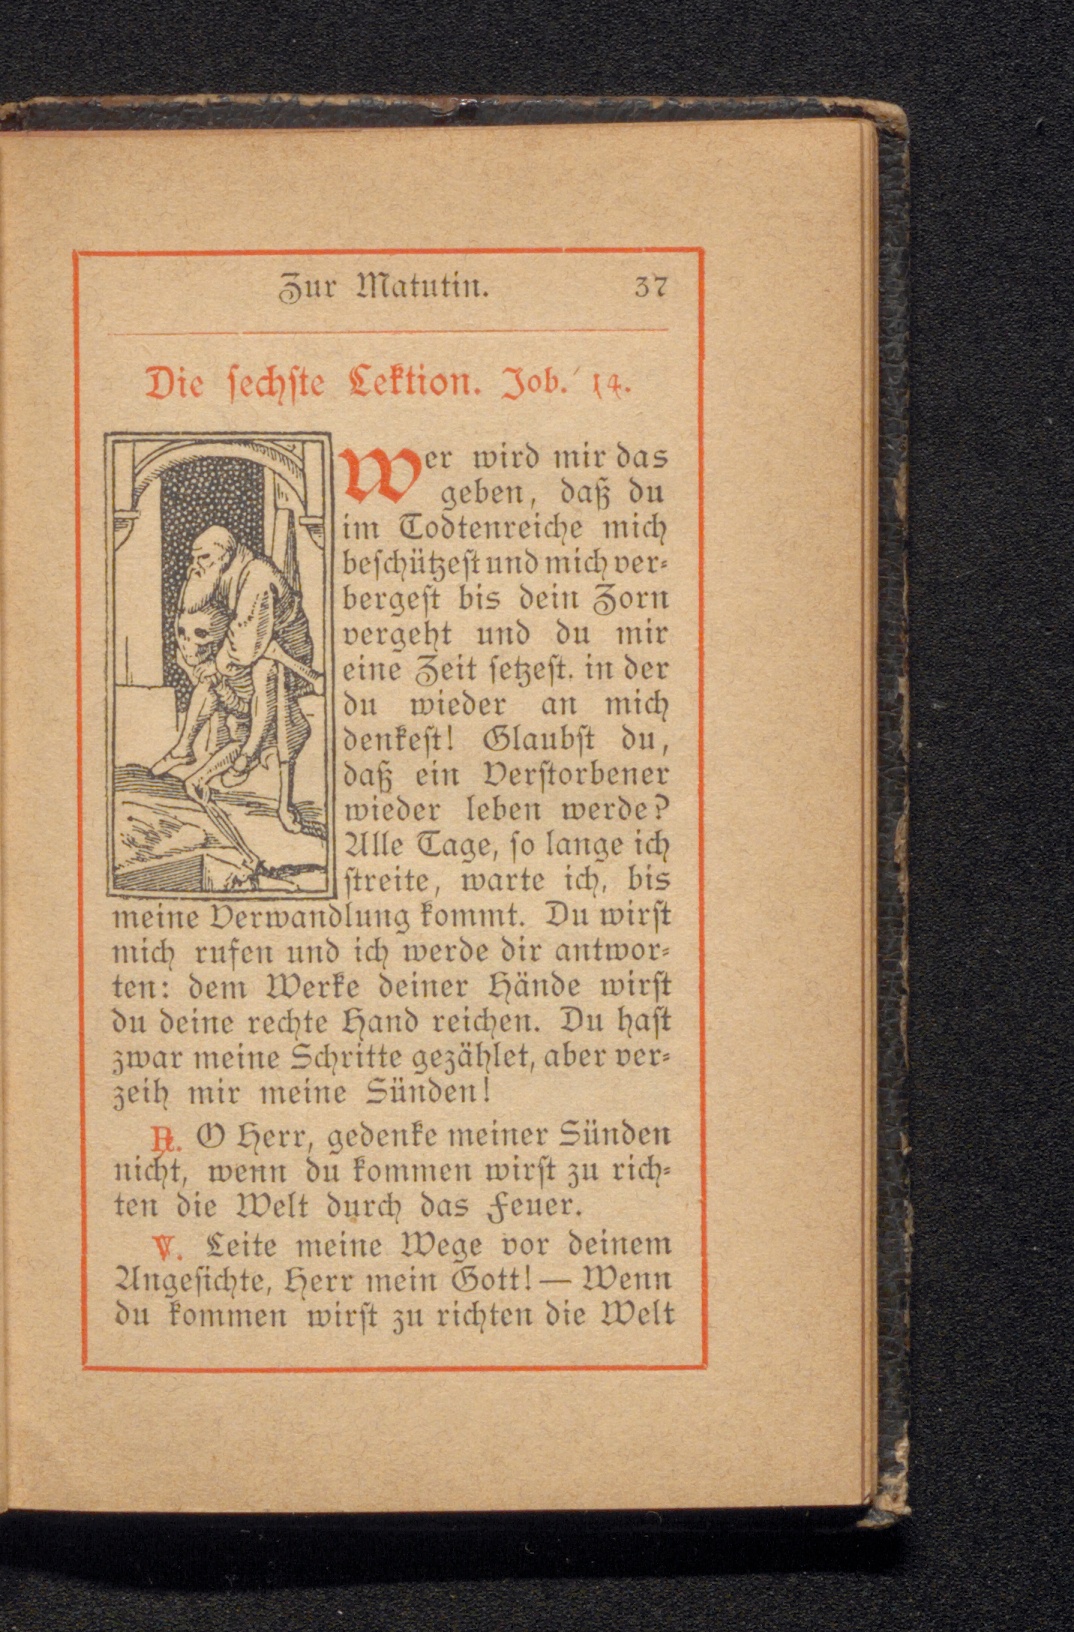 Zur Matutin. 37
Die sechste Lektion. Job. 14.
Wer wird mir das
geben, daß du
im Todtenreiche mich
beschützest und mich ver-
bergest bis dein Zorn
vergeht und du mir
eine Zeit setzest. in der
du wieder an mich
denkest! Glaubst du,
daß ein Verstorbener
wieder leben werde?
Alle Tage, so lange ich
streite, warte ich, bis
meine Verwandlung kommt. Du wirst
mich rufen und ich werde dir antwor-
ten: dem Werke deiner Hände wirst
du deine rechte Hand reichen. Du hast
zwar meine Schritte gezählet, aber ver-
zeih mir meine Sünden!
℟. O Herr, gedenke meiner Sünden
nicht, wenn du kommen wirst zu rich-
ten die Welt durch das Feuer.
℣. Leite meine Wege vor deinem
Angesichte, Herr mein Gott! — Wenn
du kommen wirst zu richten die Welt